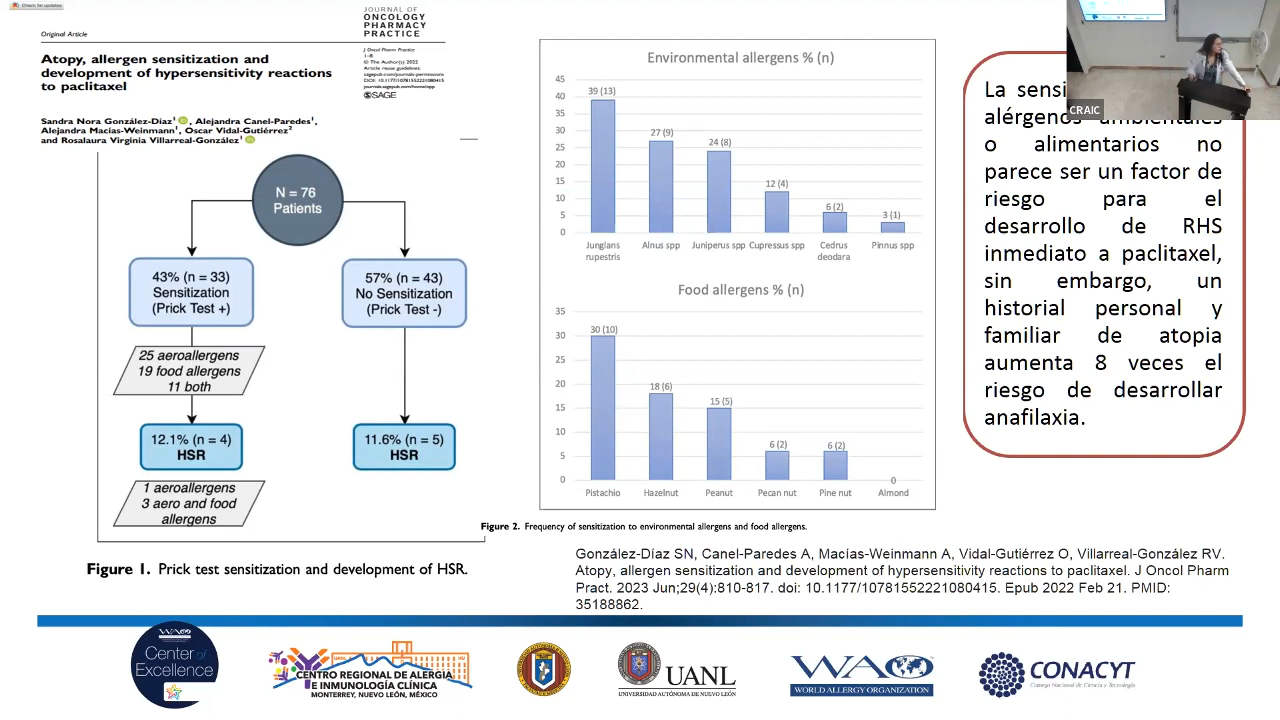 Check for updates
Original Article
JOURNAL OF
ONCOLOGY
PHARMACY
PRACTICE
Atopy, allergen sensitization and
development of hypersensitivity reactions
to paclitaxel
J Oncol Pharm Practice
1–8
© The Author(s) 2022
Article reuse guidelines:
sagepub.com/journals-permissions
DOI: 10.1177/10781552221080415
journals.sagepub.com/home/opp
SAGE
Sandra Nora González-Díaz1, Alejandra Canel-Paredes1,
Alejandra Macías-Weinmann1, Oscar Vidal-Gutiérrez2
and Rosalaura Virginia Villarreal-González1
N = 76
Patients
43% (n = 33)
Sensitization
(Prick Test +)
57% (n = 43)
No Sensitization
(Prick Test -)
25 aeroallergens
19 food allergens
11 both
12.1% (n = 4)
HSR
11.6% (n = 5)
HSR
1 aeroallergens
3 aero and food
allergens
Figure 1. Prick test sensitization and development of HSR.
Environmental allergens % (n)
45
40
35
30
25
20
15
10
5
0
39 (13)
27 (9)
24 (8)
12 (4)
6 (2)
3 (1)
Junglans
rupestris
Alnus spp
Juniperus spp
Cupressus spp
Cedrus
deodara
Pinnus spp
Food allergens % (n)
35
30
25
20
15
10
5
0
30 (10)
18 (6)
15 (5)
6 (2)
6 (2)
0
Pistachio
Hazelnut
Peanut
Pecan nut
Pine nut
Almond
Figure 2. Frequency of sensitization to environmental allergens and food allergens.
CRAIC
La
alérgenos ambientales
o alimentarios no
parece ser un factor de
riesgo para el
desarrollo de RHS
inmediato a paclitaxel,
sin embargo, un
historial personal y
familiar de atopia
aumenta 8 veces el
riesgo de desarrollar
anafilaxia.
González-Díaz SN, Canel-Paredes A, Macías-Weinmann A, Vidal-Gutiérrez O, Villarreal-González RV.
Atopy, allergen sensitization and development of hypersensitivity reactions to paclitaxel. J Oncol Pharm
Pract. 2023 Jun;29(4):810-817. doi: 10.1177/10781552221080415. Epub 2022 Feb 21. PMID:
35188862.
WAO
Center of
Excellence
UANL
CENTRO REGIONAL DE ALERGIA
E INMUNOLOGÍA CLÍNICA
MONTERREY, NUEVO LEÓN, MÉXICO
UANL
UNIVERSIDAD AUTÓNOMA DE NUEVO LEÓN
WAO
WORLD ALLERGY ORGANIZATION
CONACYT
Consejo Nacional de Ciencia y Tecnología